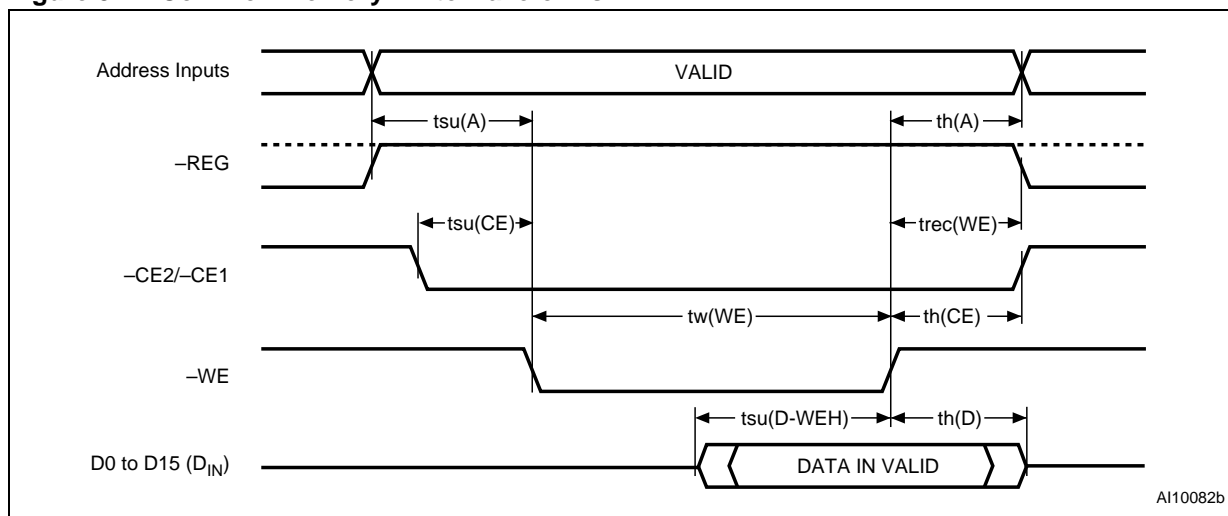 Address Inputs
VALID
tsu(A)
th(A)
–REG
tsu(CE)
trec(WE)
–CE2/–CE1
tw(WE)
th(CE)
–WE
tsu(D-WEH)
th(D)
D0 to D15 (DIN)
DATA IN VALID
AI10082b